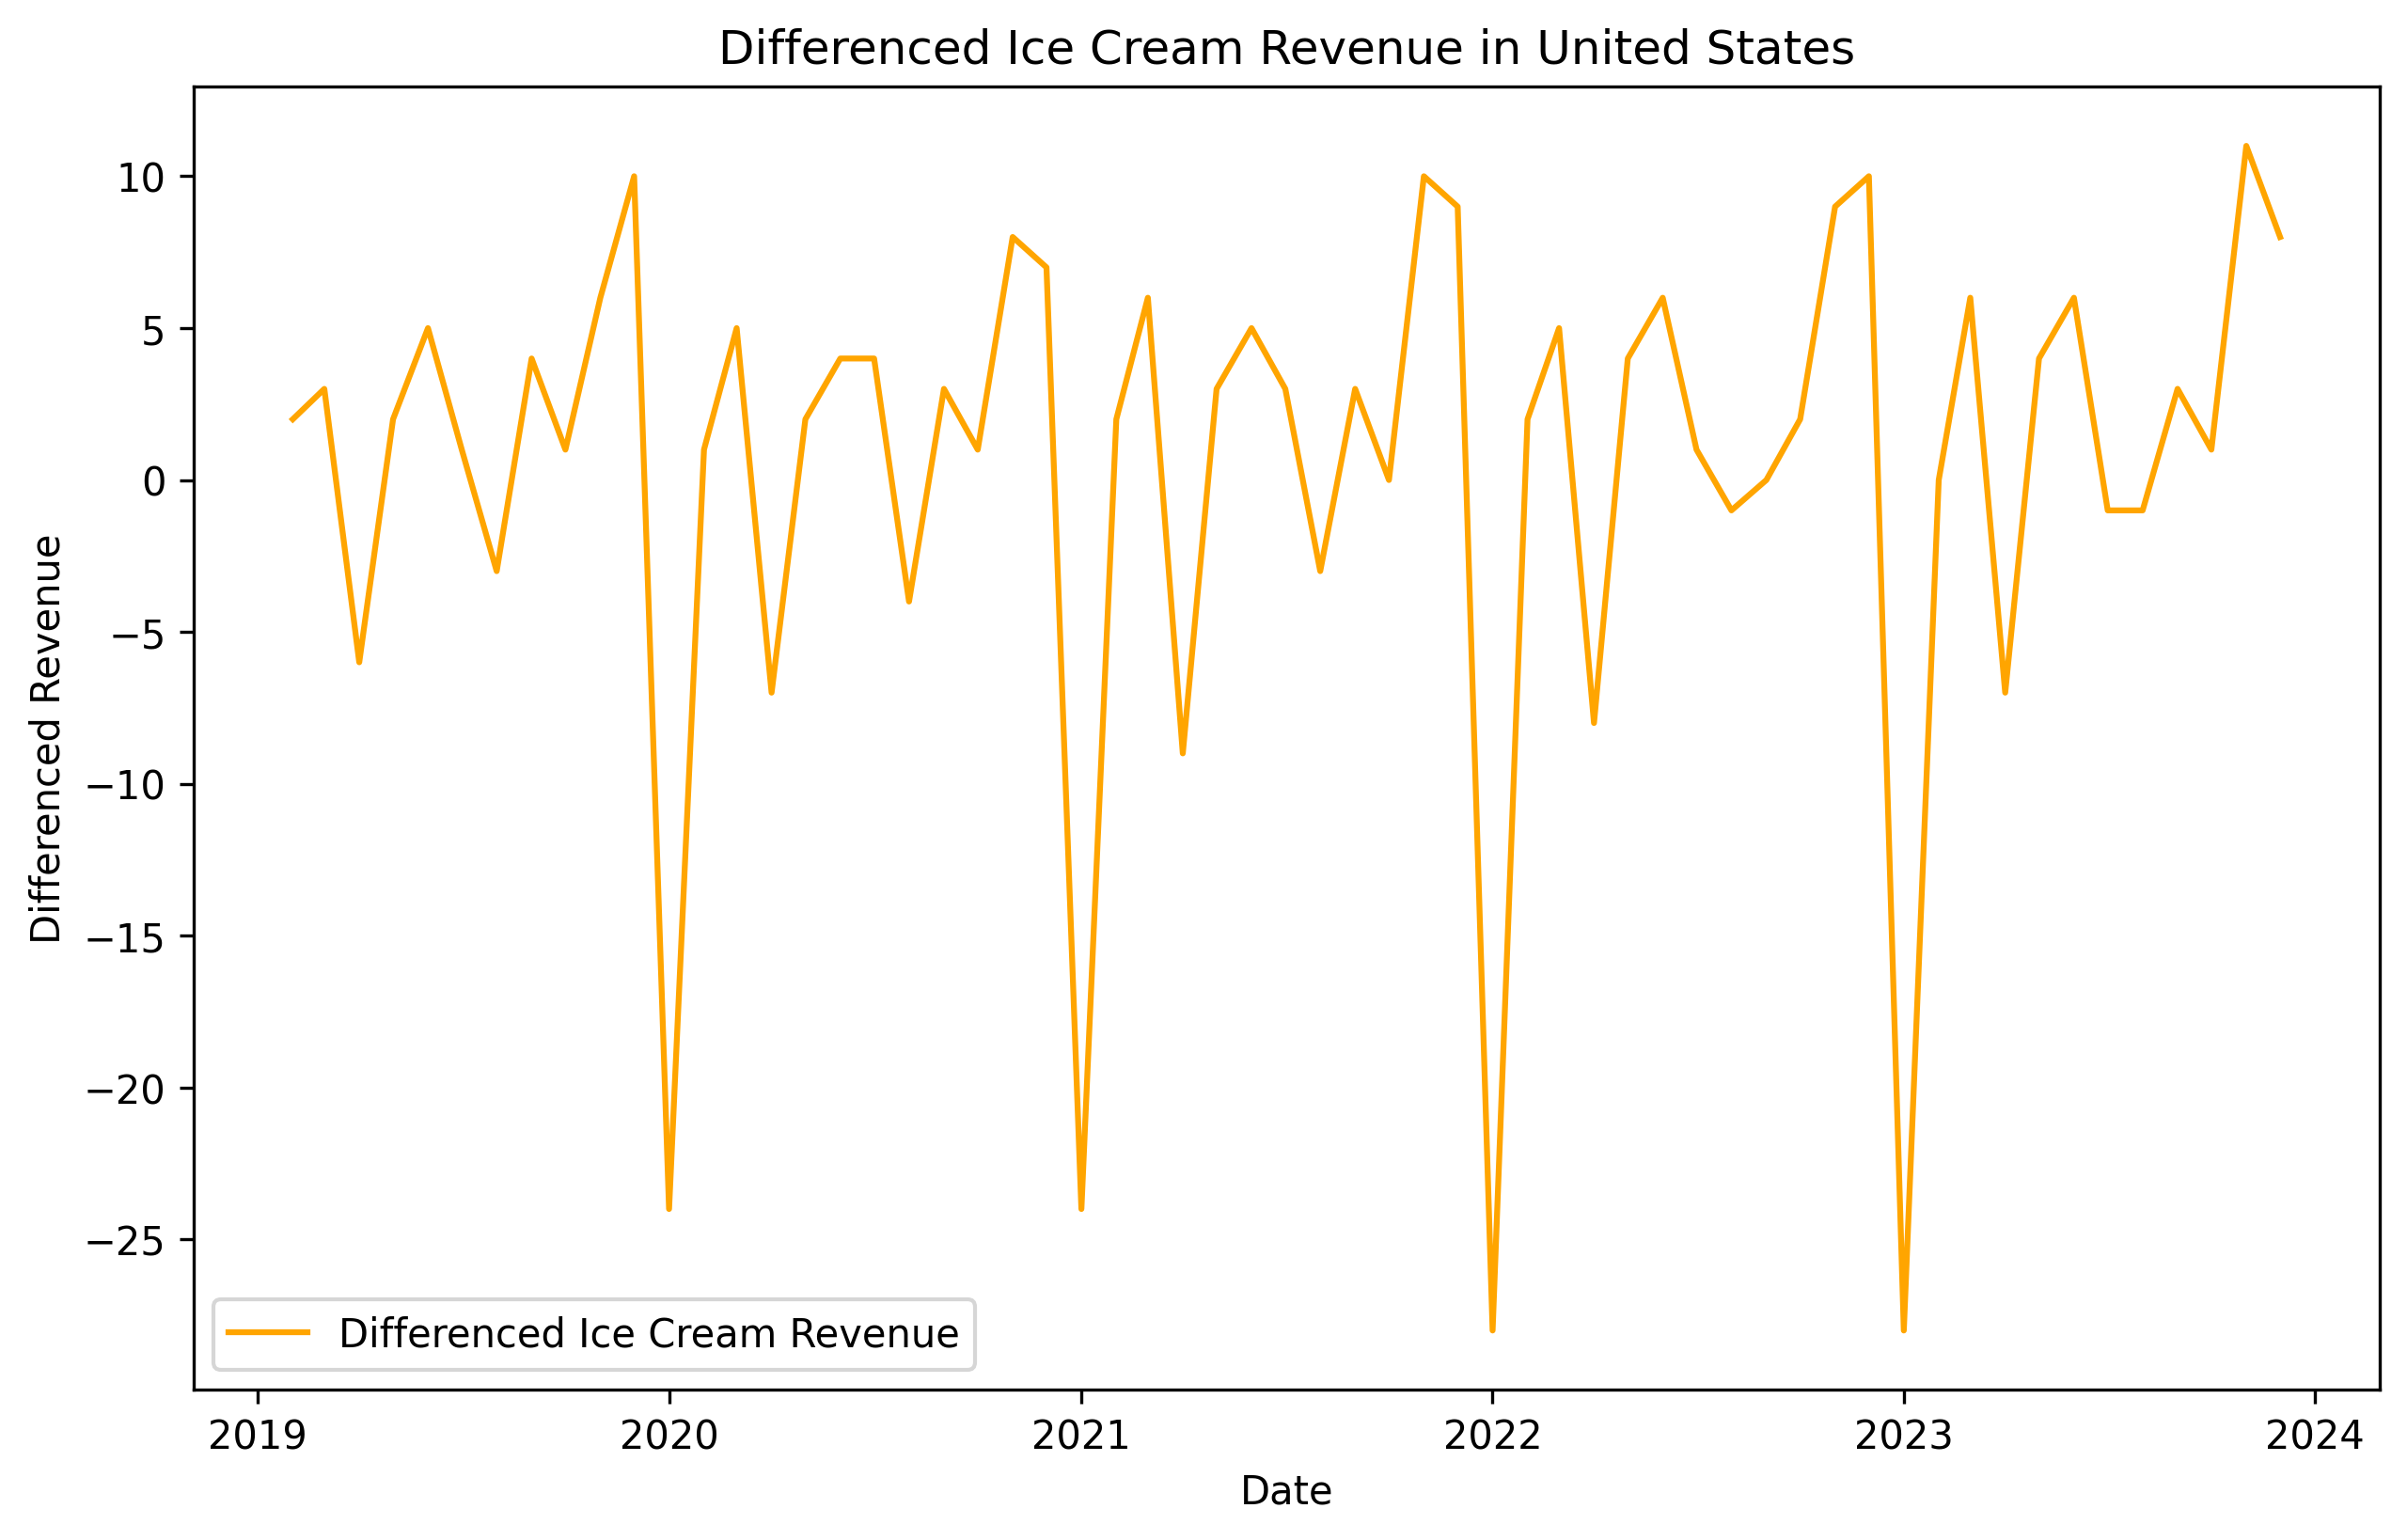 Differenced Ice Cream Revenue in United States
Differenced Revenue
10
5
0
−5
−10
−15
−20
−25
Differenced Ice Cream Revenue
2019 2020 2021 2022 2023 2024
Date